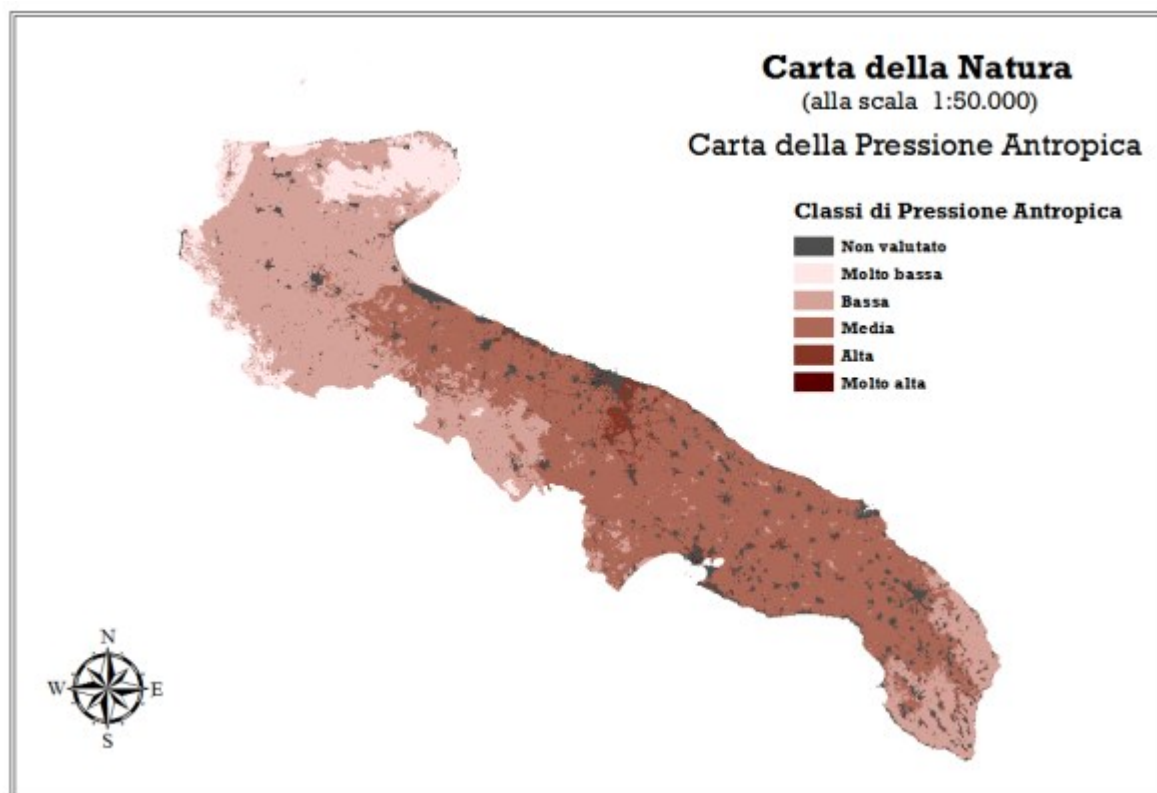 Carta della Natura
(alla scala 1:50.000)
Carta della Pressione Antropica
Classi di Pressione Antropica
Non valutato
Molto bassa
Bassa
Media
Alta
Molto alta
N
W E
S